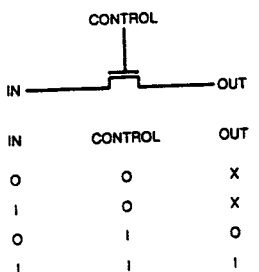 CONTROL
IN OUT
IN CONTROL OUT
0 0 X
1 0 X
0 1 0
1 1 1